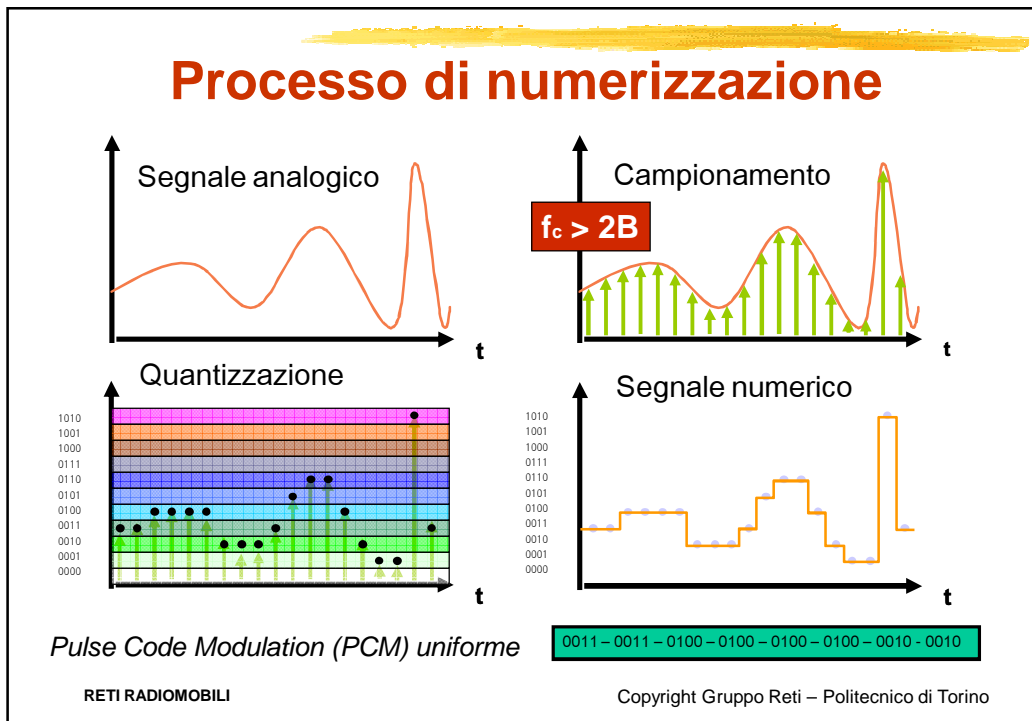 Processo di numerizzazione
Segnale analogico
t
Campionamento
fc > 2B
t
Quantizzazione
1010
1001
1000
0111
0110
0101
0100
0011
0010
0001
0000
t
Segnale numerico
1010
1001
1000
0111
0110
0101
0100
0011
0010
0001
0000
t
Pulse Code Modulation (PCM) uniforme
0011 – 0011 – 0100 – 0100 – 0100 – 0100 – 0010 - 0010
RETI RADIOMOBILI
Copyright Gruppo Reti – Politecnico di Torino